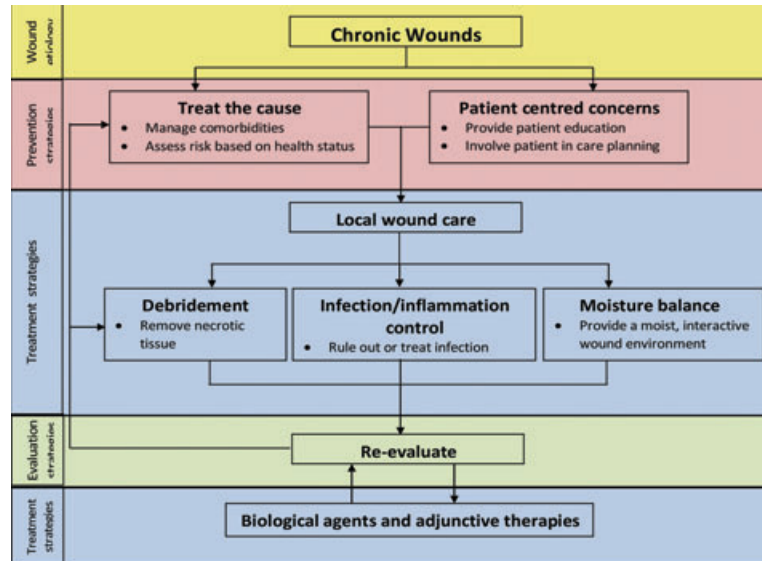 Wound
Chronic Wounds
Prevention
Treat the cause
• Manage comorbidities
• Assess risk based on health status
Patient centred concerns
• Provide patient education
• Involve patient in care planning
Treatment strategies
Local wound care
Debridement
• Remove necrotic
tissue
Infection/inflammation
control
• Rule out or treat infection
Moisture balance
• Provide a moist, interactive
wound environment
Evaluation
Re-evaluate
Treatment
strategies
Biological agents and adjunctive therapies